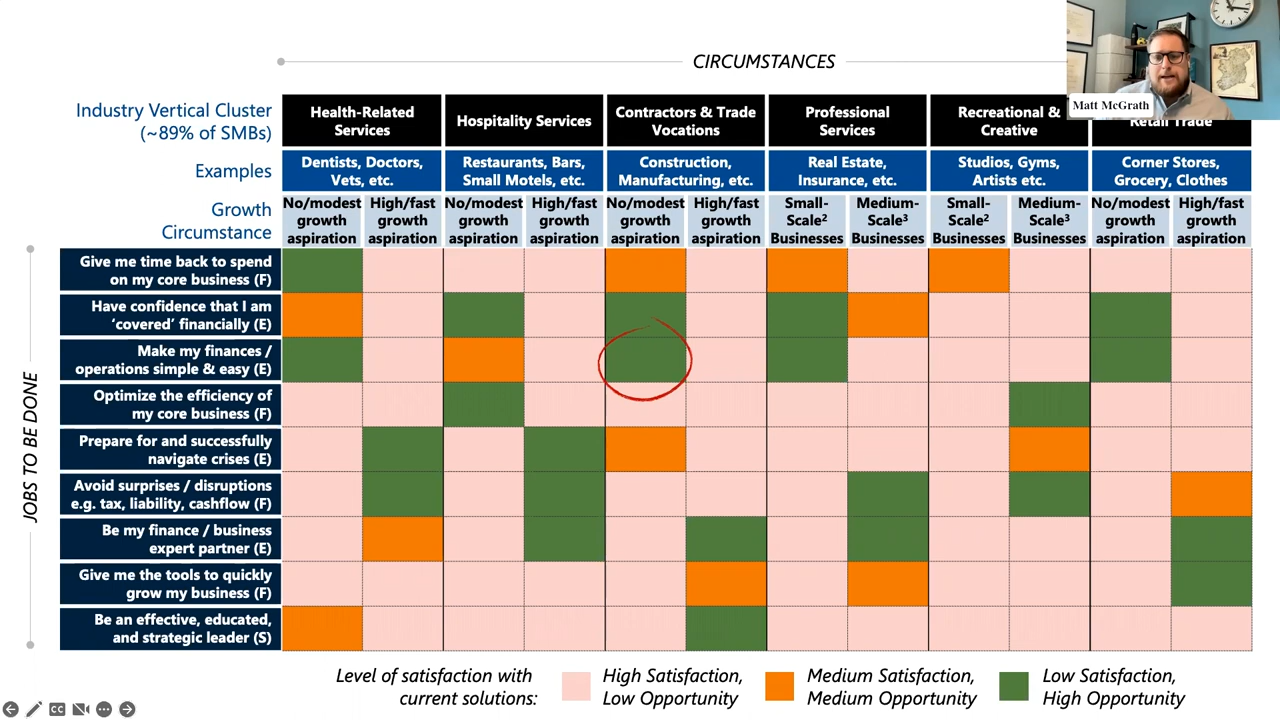 CIRCUMSTANCES
Matt McGrath
Industry Vertical Cluster
(~89% of SMBs)
Health-Related
Services
Hospitality Services
Contractors & Trade
Vocations
Professional
Services
Recreational &
Creative
Retail Trade
Examples
Dentists, Doctors,
Vets, etc.
Restaurants, Bars,
Small Motels, etc.
Construction,
Manufacturing, etc.
Real Estate,
Insurance, etc.
Studios, Gyms,
Artists etc.
Corner Stores,
Grocery, Clothes
Growth
Circumstance
No/modest
growth
aspiration
High/fast
growth
aspiration
No/modest
growth
aspiration
High/fast
growth
aspiration
No/modest
growth
aspiration
High/fast
growth
aspiration
Small-
Scale²
Businesses
Medium-
Scale³
Businesses
Small-
Scale²
Businesses
Medium-
Scale³
Businesses
No/modest
growth
aspiration
High/fast
growth
aspiration
JOBS TO BE DONE
Give me time back to spend
on my core business (F)
Have confidence that I am
‘covered’ financially (E)
Make my finances /
operations simple & easy (E)
Optimize the efficiency of
my core business (F)
Prepare for and successfully
navigate crises (E)
Avoid surprises / disruptions
e.g. tax, liability, cashflow (F)
Be my finance / business
expert partner (E)
Give me the tools to quickly
grow my business (F)
Be an effective, educated,
and strategic leader (S)
Level of satisfaction with
current solutions:
High Satisfaction,
Low Opportunity
Medium Satisfaction,
Medium Opportunity
Low Satisfaction,
High Opportunity
CC